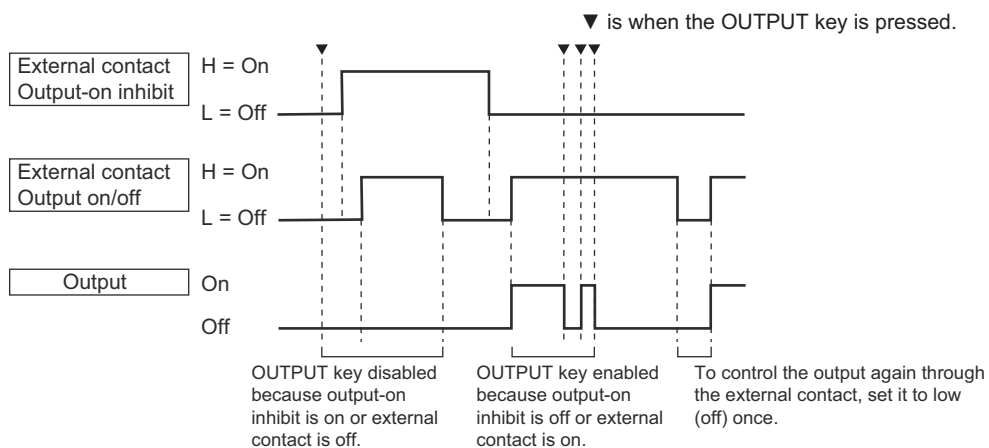 ▼ is when the OUTPUT key is pressed.
External contact
Output-on inhibit
H = On
L = Off
External contact
Output on/off
H = On
L = Off
Output
On
Off
OUTPUT key disabled
because output-on
inhibit is on or external
contact is off.
OUTPUT key enabled
because output-on
inhibit is off or external
contact is on.
To control the output again through
the external contact, set it to low
(off) once.